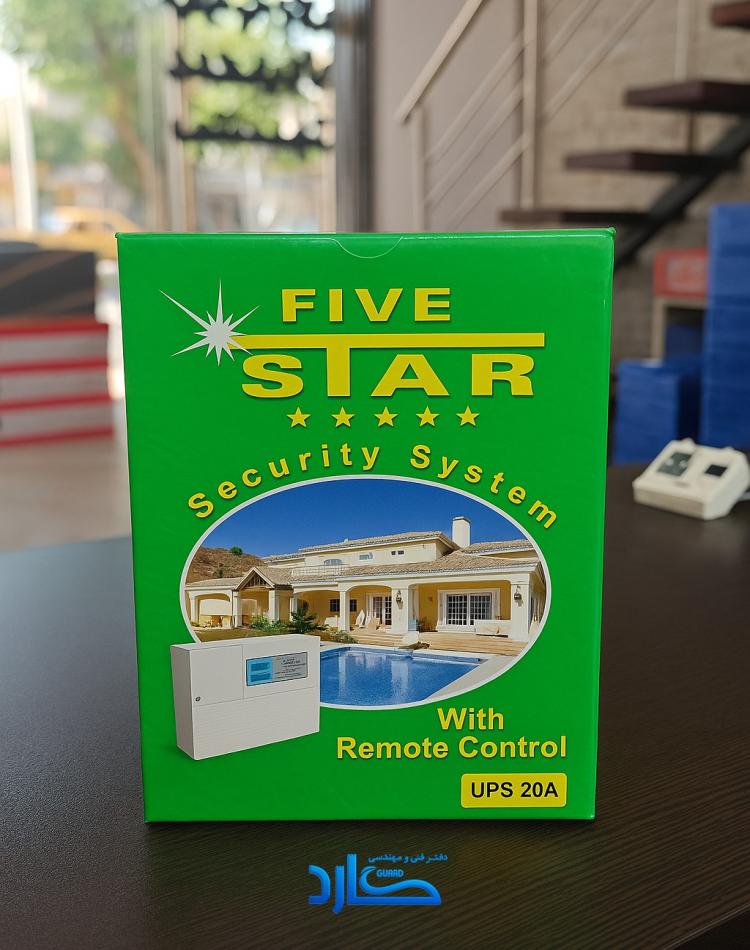 FIVE
STAR
Security System
With
Remote Control
UPS 20A
دفتر فنی و مهندسی
گارد
GUARD